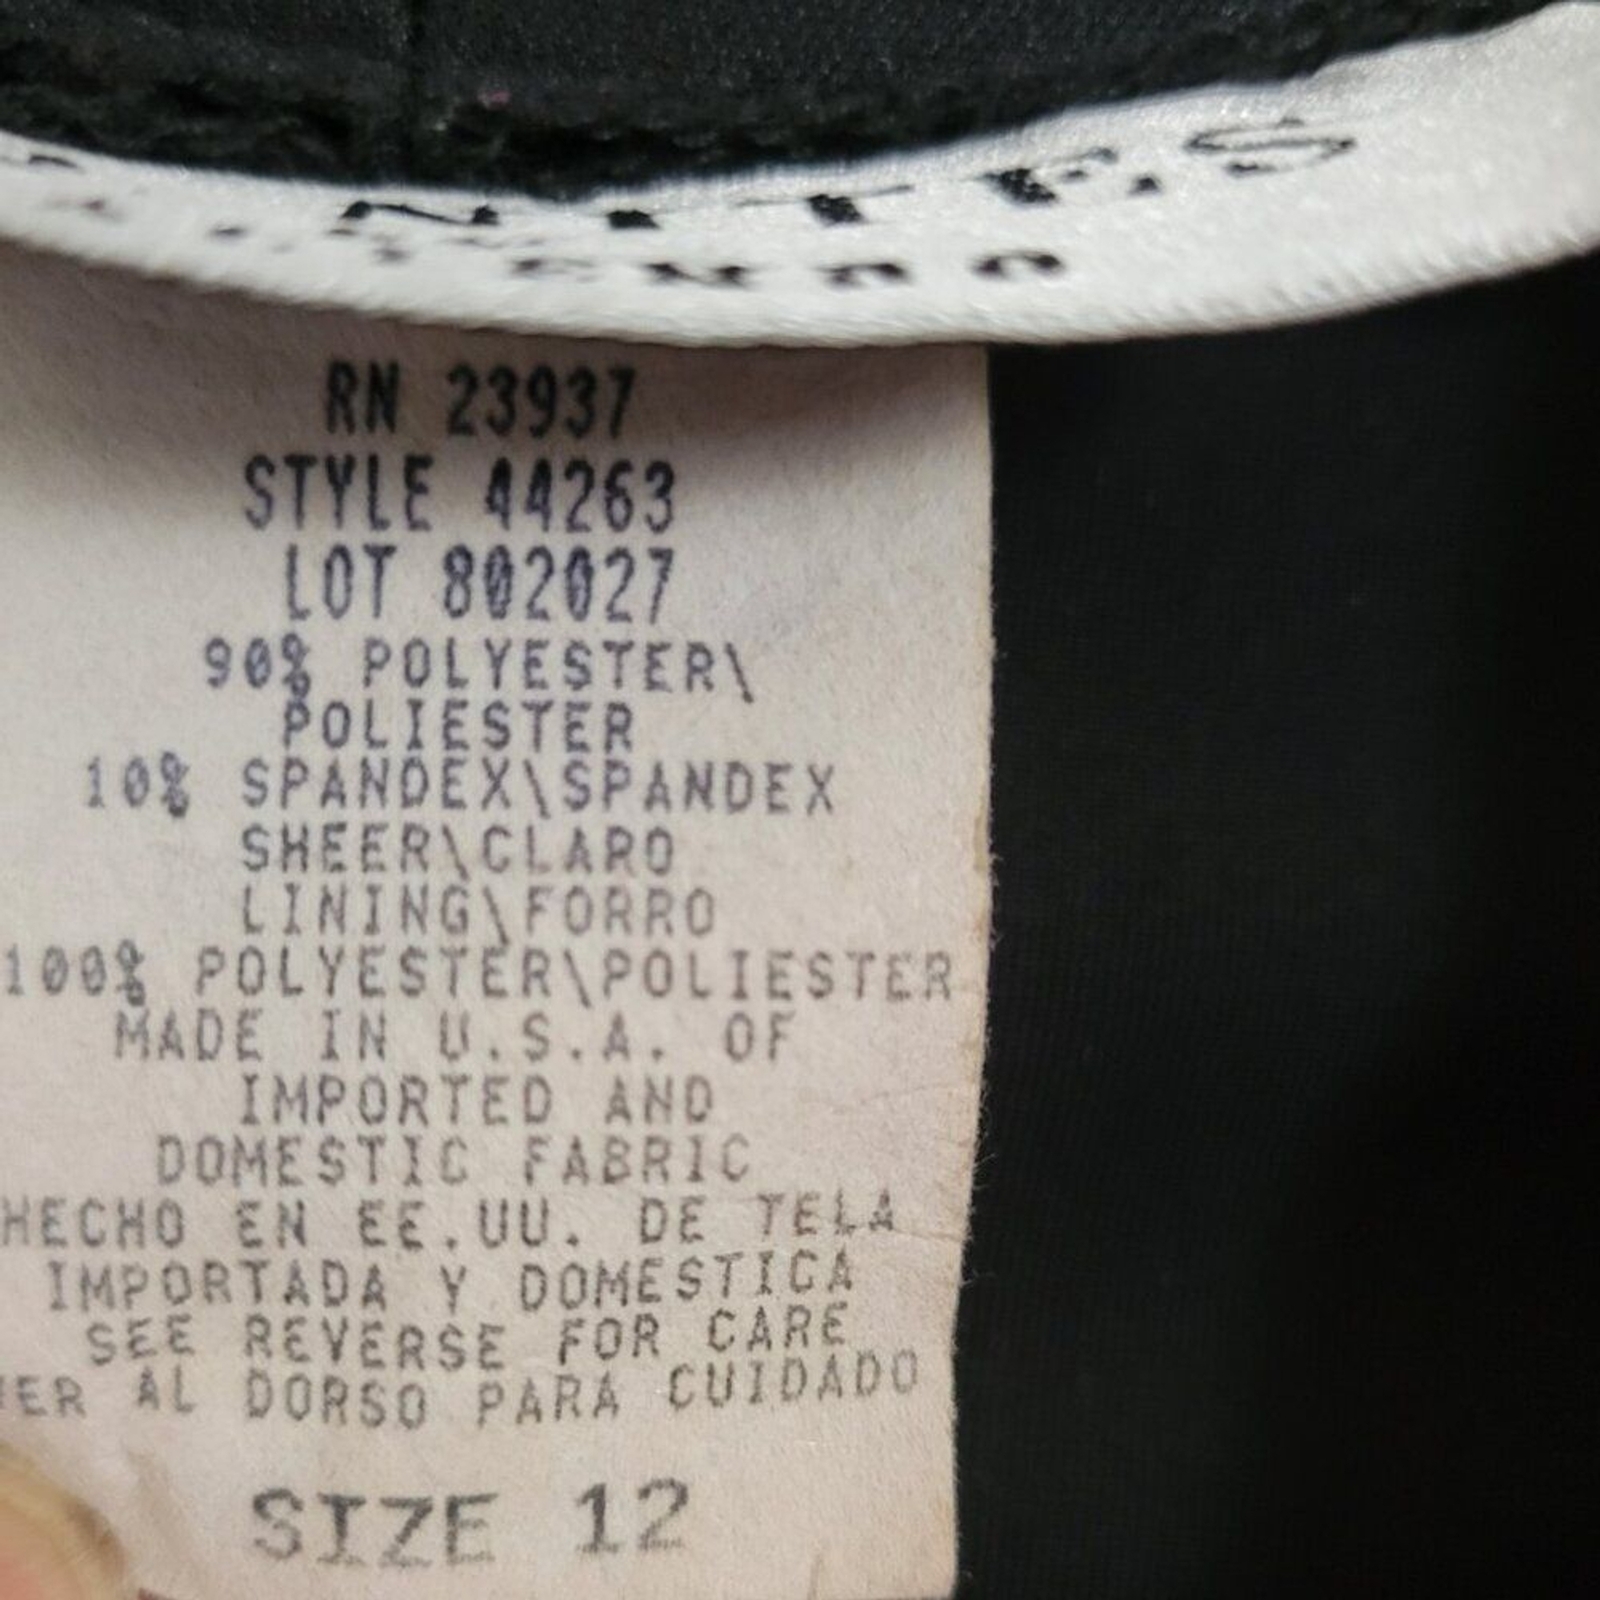 NITES
RN 23937
STYLE 44263
LOT 802027
90% POLYESTER\
POLIESTER
10% SPANDEX\SPANDEX
SHEER\CLARO
LINING\FORRO
100% POLYESTER\POLIESTER
MADE IN U.S.A. OF
IMPORTED AND
DOMESTIC FABRIC
HECHO EN EE.UU. DE TELA
IMPORTADA Y DOMESTICA
SEE REVERSE FOR CARE
VER AL DORSO PARA CUIDADO
SIZE 12